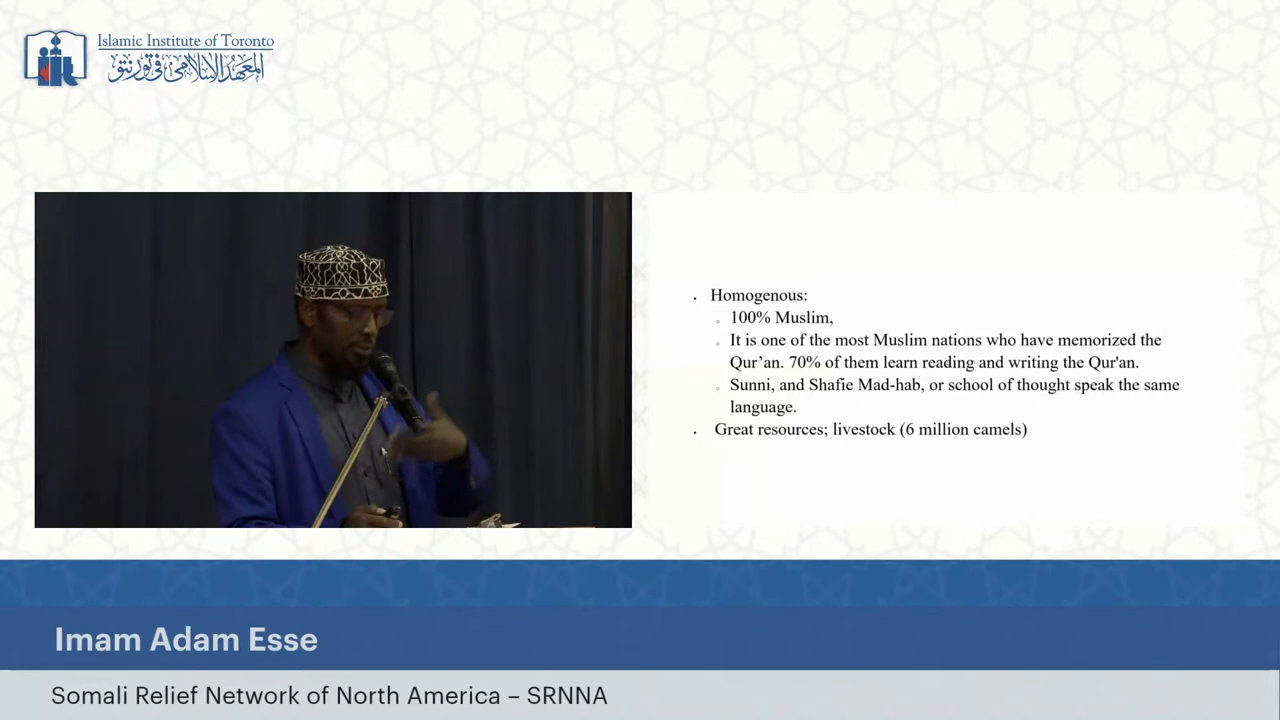 Islamic Institute of Toronto
المعهد الإسلامي في تورنتو
iit
Homogenous:
100% Muslim,
It is one of the most Muslim nations who have memorized the
Qur’an. 70% of them learn reading and writing the Qur'an.
Sunni, and Shafie Mad-hab, or school of thought speak the same
language.
Great resources; livestock (6 million camels)
Imam Adam Esse
Somali Relief Network of North America – SRNNA